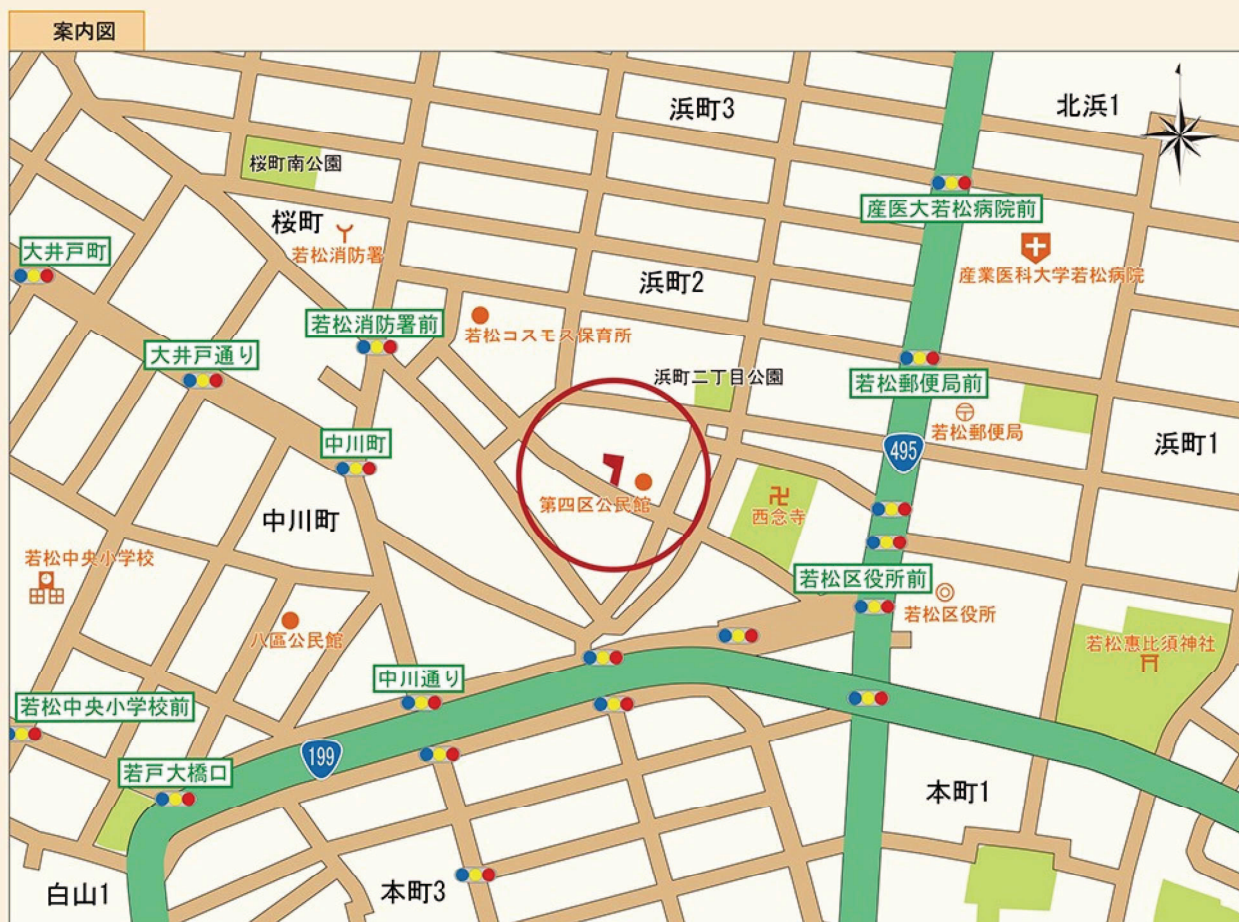 案内図
浜町3
北浜1
桜町南公園
産医大若松病院前
桜町
若松消防署
大井戸町
産業医科大学若松病院
浜町2
若松消防署前
若松コスモス保育所
大井戸通り
浜町二丁目公園
若松郵便局前
若松郵便局
中川町
浜町1
495
第四区公民館
西念寺
中川町
若松中央小学校
若松区役所前
若松区役所
八區公民館
若松恵比須神社
中川通り
若松中央小学校前
199
若戸大橋口
本町1
白山1
本町3